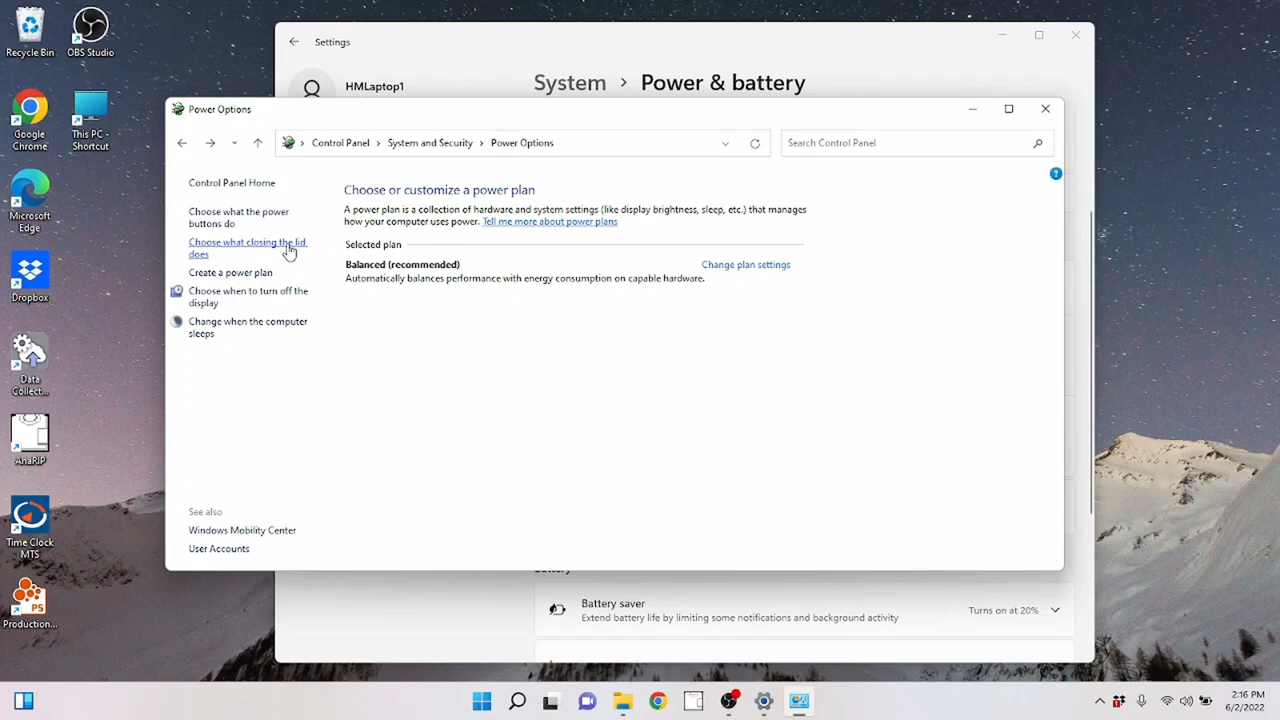 Recycle Bin
OBS Studio
Google
Chrome
This PC -
Shortcut
Microsoft
Edge
Dropbox
Data
Collect...
AnaRIP
Time Clock
MTS
Production...
Settings
HMLaptop1
System > Power & battery
Power Options
Control Panel > System and Security > Power Options
Search Control Panel
Control Panel Home
Choose what the power
buttons do
Choose what closing the lid
does
Create a power plan
Choose when to turn off the
display
Change when the computer
sleeps
See also
Windows Mobility Center
User Accounts
Choose or customize a power plan
A power plan is a collection of hardware and system settings (like display brightness, sleep, etc.) that manages
how your computer uses power. Tell me more about power plans
Selected plan
Balanced (recommended) Change plan settings
Automatically balances performance with energy consumption on capable hardware.
Battery saver
Extend battery life by limiting some notifications and background activity
Turns on at 20%
2:16 PM
6/2/2022